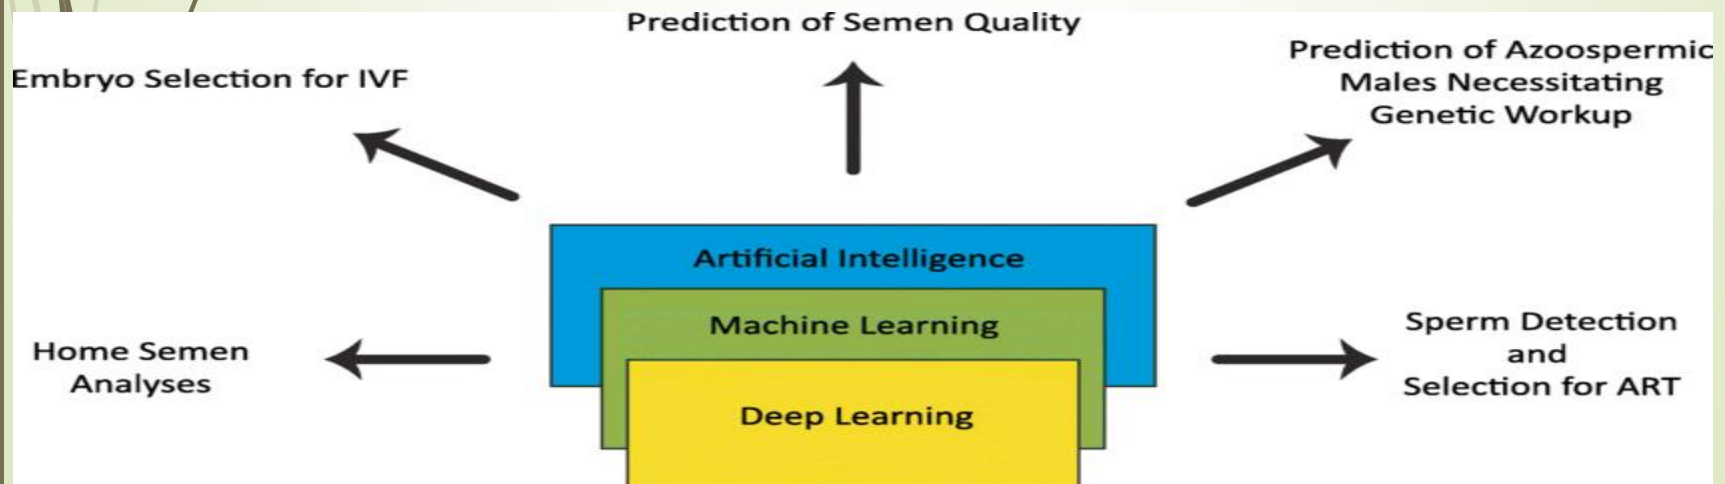 Prediction of Semen Quality
Embryo Selection for IVF
Prediction of Azoospermic
Males Necessitating
Genetic Workup
Artificial Intelligence
Machine Learning
Deep Learning
Home Semen
Analyses
Sperm Detection
and
Selection for ART